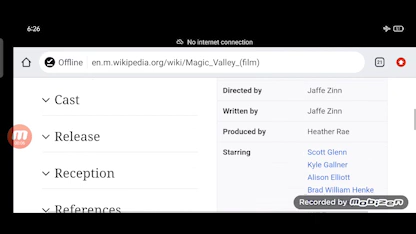 6:26
No internet connection
Offline en.m.wikipedia.org/wiki/Magic_Valley_(film)
21
Cast
Release
Reception
References
Directed by Jaffe Zinn
Written by Jaffe Zinn
Produced by Heather Rae
Starring Scott Glenn
Kyle Gallner
Alison Elliott
Brad William Henke
Recorded by mobizen